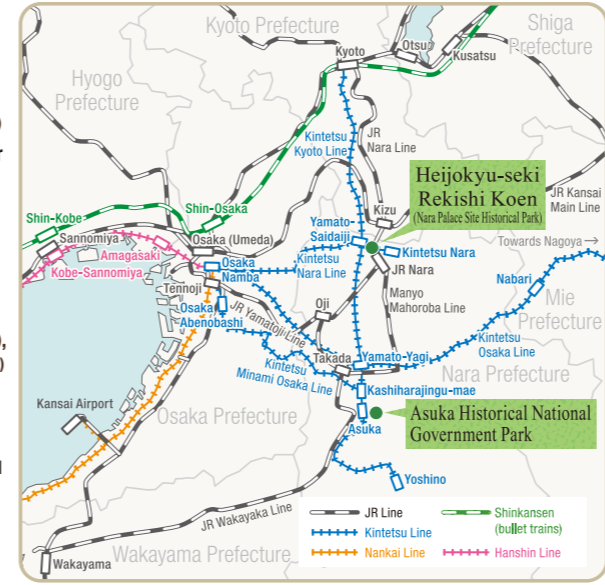 Kyoto Prefecture
Shiga
Prefecture
Otsu
Kyoto
Kusatsu
Hyogo
Prefecture
Kintetsu
Kyoto Line
JR
Nara Line
Heijokyu-seki
Rekishi Koen
(Nara Palace Site Historical Park)
JR Kansai
Main Line
Kizu
Shin-Osaka
Shin-Kobe
Yamato-
Saidaiji
Sannomiya
Osaka (Umeda)
Towards Nagoya →
Amagasaki
Kobe-Sannomiya
Osaka
Namba
Kintetsu
Nara Line
Kintetsu Nara
JR Nara
Tennoji
Nabari
Manyo
Mahoroba Line
Mie
Prefecture
Osaka
Abenobashi
JR Yamatoji Line
Oji
Kintetsu
Osaka Line
Takada
Yamato-Yagi
Nara Prefecture
Kintetsu
Minami Osaka Line
Kashiharajingu-mae
Kansai Airport
Osaka Prefecture
Asuka
Asuka Historical National
Government Park
Yoshino
JR Wakayaka Line
Wakayama Prefecture
Wakayama
JR Line
Kintetsu Line
Nankai Line
Shinkansen
(bullet trains)
Hanshin Line